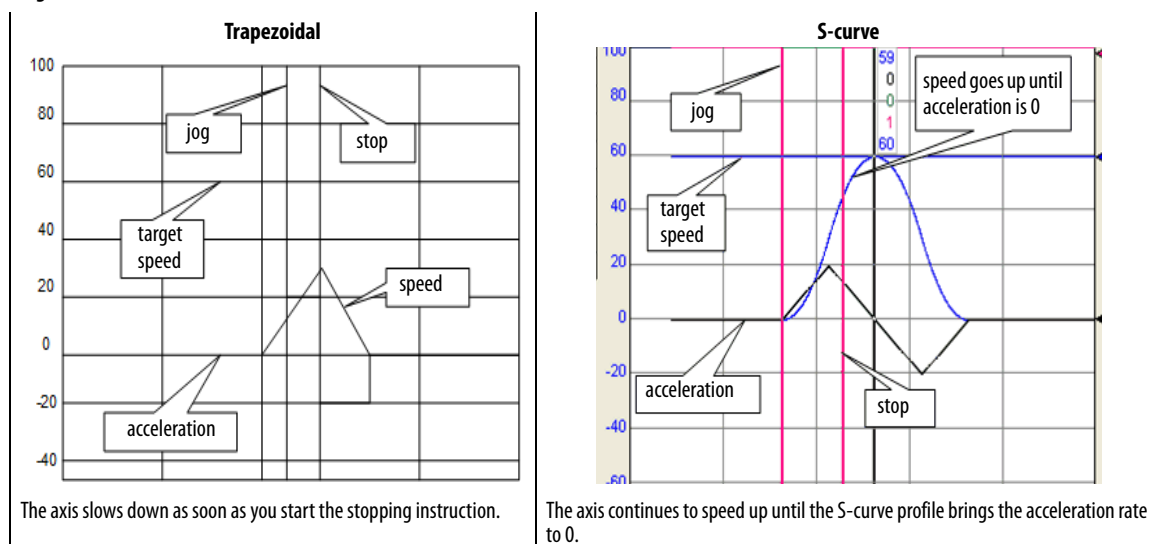 Trapezoidal
100
80
60
40
20
0
-20
-40
jog
stop
target
speed
speed
acceleration
The axis slows down as soon as you start the stopping instruction.
S-curve
100
80
60
40
20
0
-20
-40
-60
59
0
0
1
60
jog
speed goes up until
acceleration is 0
target
speed
acceleration
stop
The axis continues to speed up until the S-curve profile brings the acceleration rate
to 0.